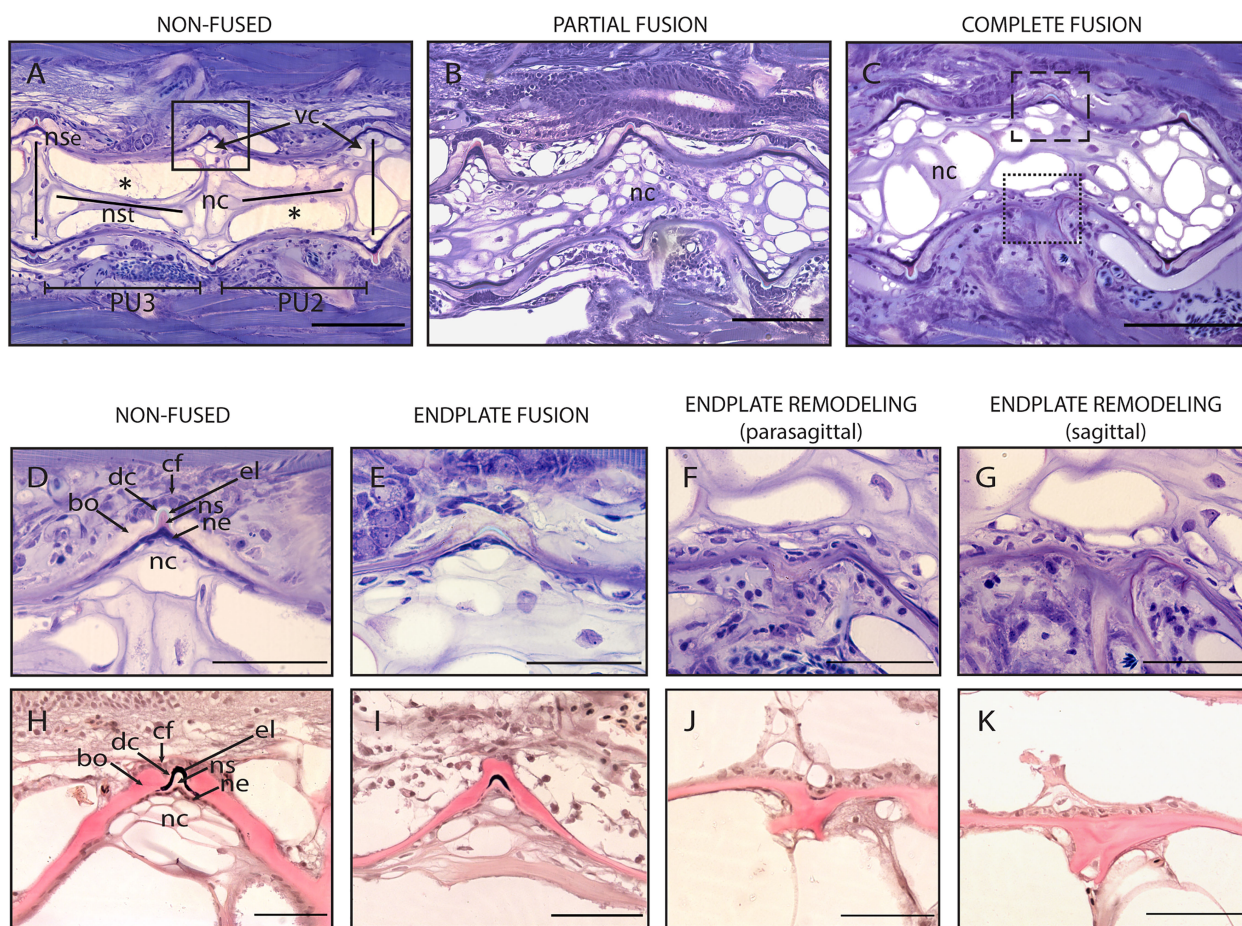 NON-FUSED
PARTIAL FUSION
COMPLETE FUSION
A
B
C
vc
nse
*
nc
nst
*
PU3
PU2
nc
nc
NON-FUSED
ENDPLATE FUSION
ENDPLATE REMODELING
(parasagittal)
ENDPLATE REMODELING
(sagittal)
D
cf
dc
el
bo
ns
ne
nc
E
F
G
H
cf
el
dc
bo
ns
ne
nc
I
J
K